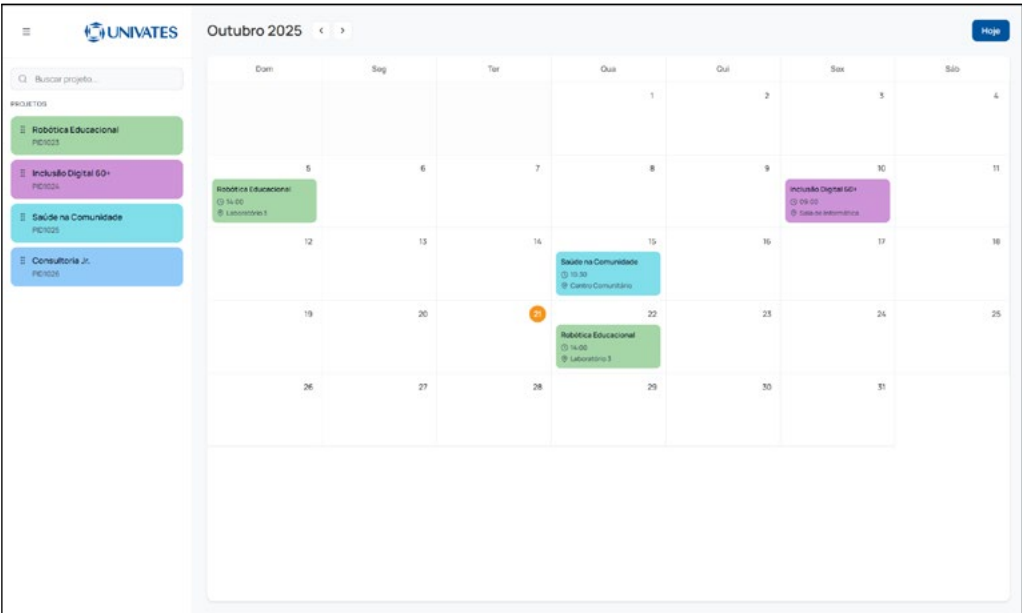 UNIVATES
Outubro 2025
Hoje
Buscar projeto...
PROJETOS
Robótica Educacional
PID1023
Inclusão Digital 60+
PID1024
Saúde na Comunidade
PID1025
Consultoria Jr.
PID1026
Dom Seg Ter Qua Qui Sex Sáb
1 2 3 4
5 6 7 8 9 10 11
Robótica Educacional
14:00
Laboratório 3
Inclusão Digital 60+
09:00
Sala de Informática
12 13 14 15 16 17 18
Saúde na Comunidade
10:30
Centro Comunitário
19 20 21 22 23 24 25
Robótica Educacional
14:00
Laboratório 3
26 27 28 29 30 31